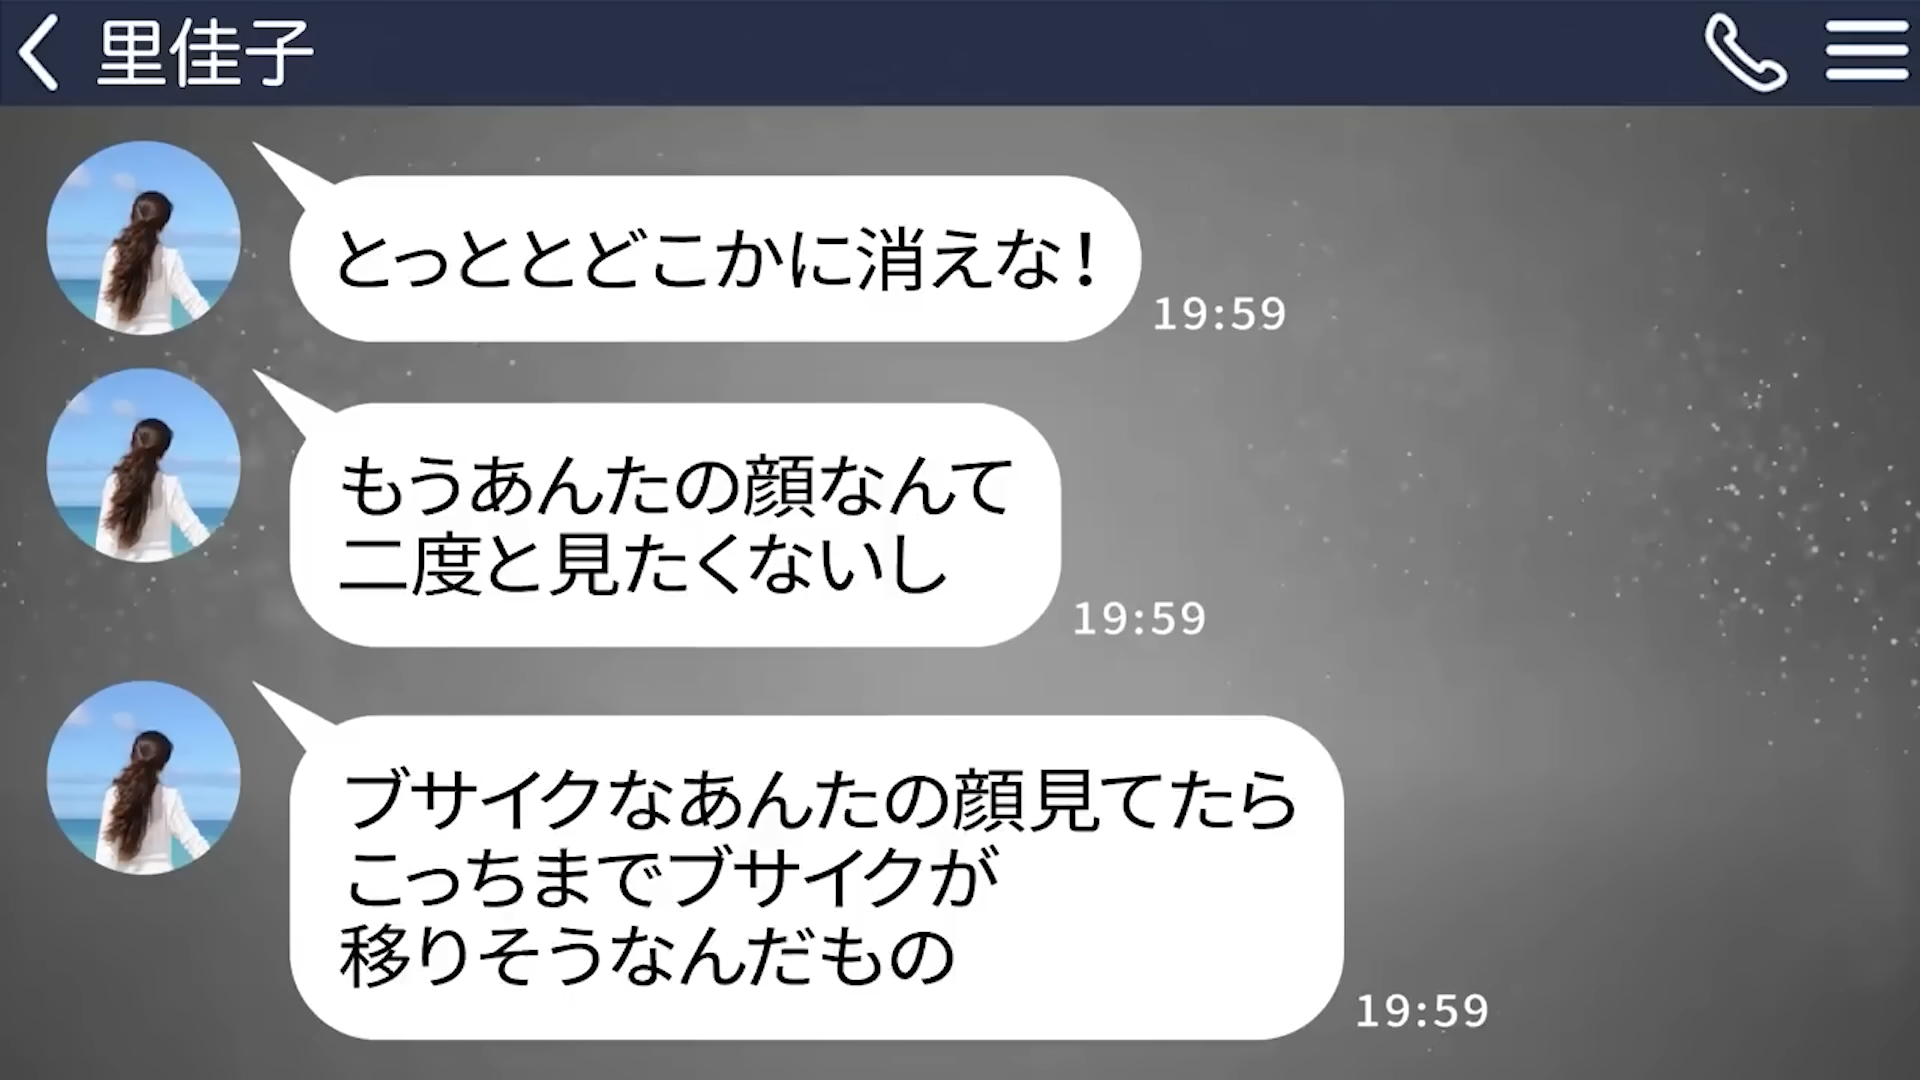 里佳子
とっととどこかに消えな！
19:59
もうあんたの顔なんて
二度と見たくないし
19:59
ブサイクなあんたの顔見てたら
こっちまでブサイクが
移りそうなんだもの
19:59